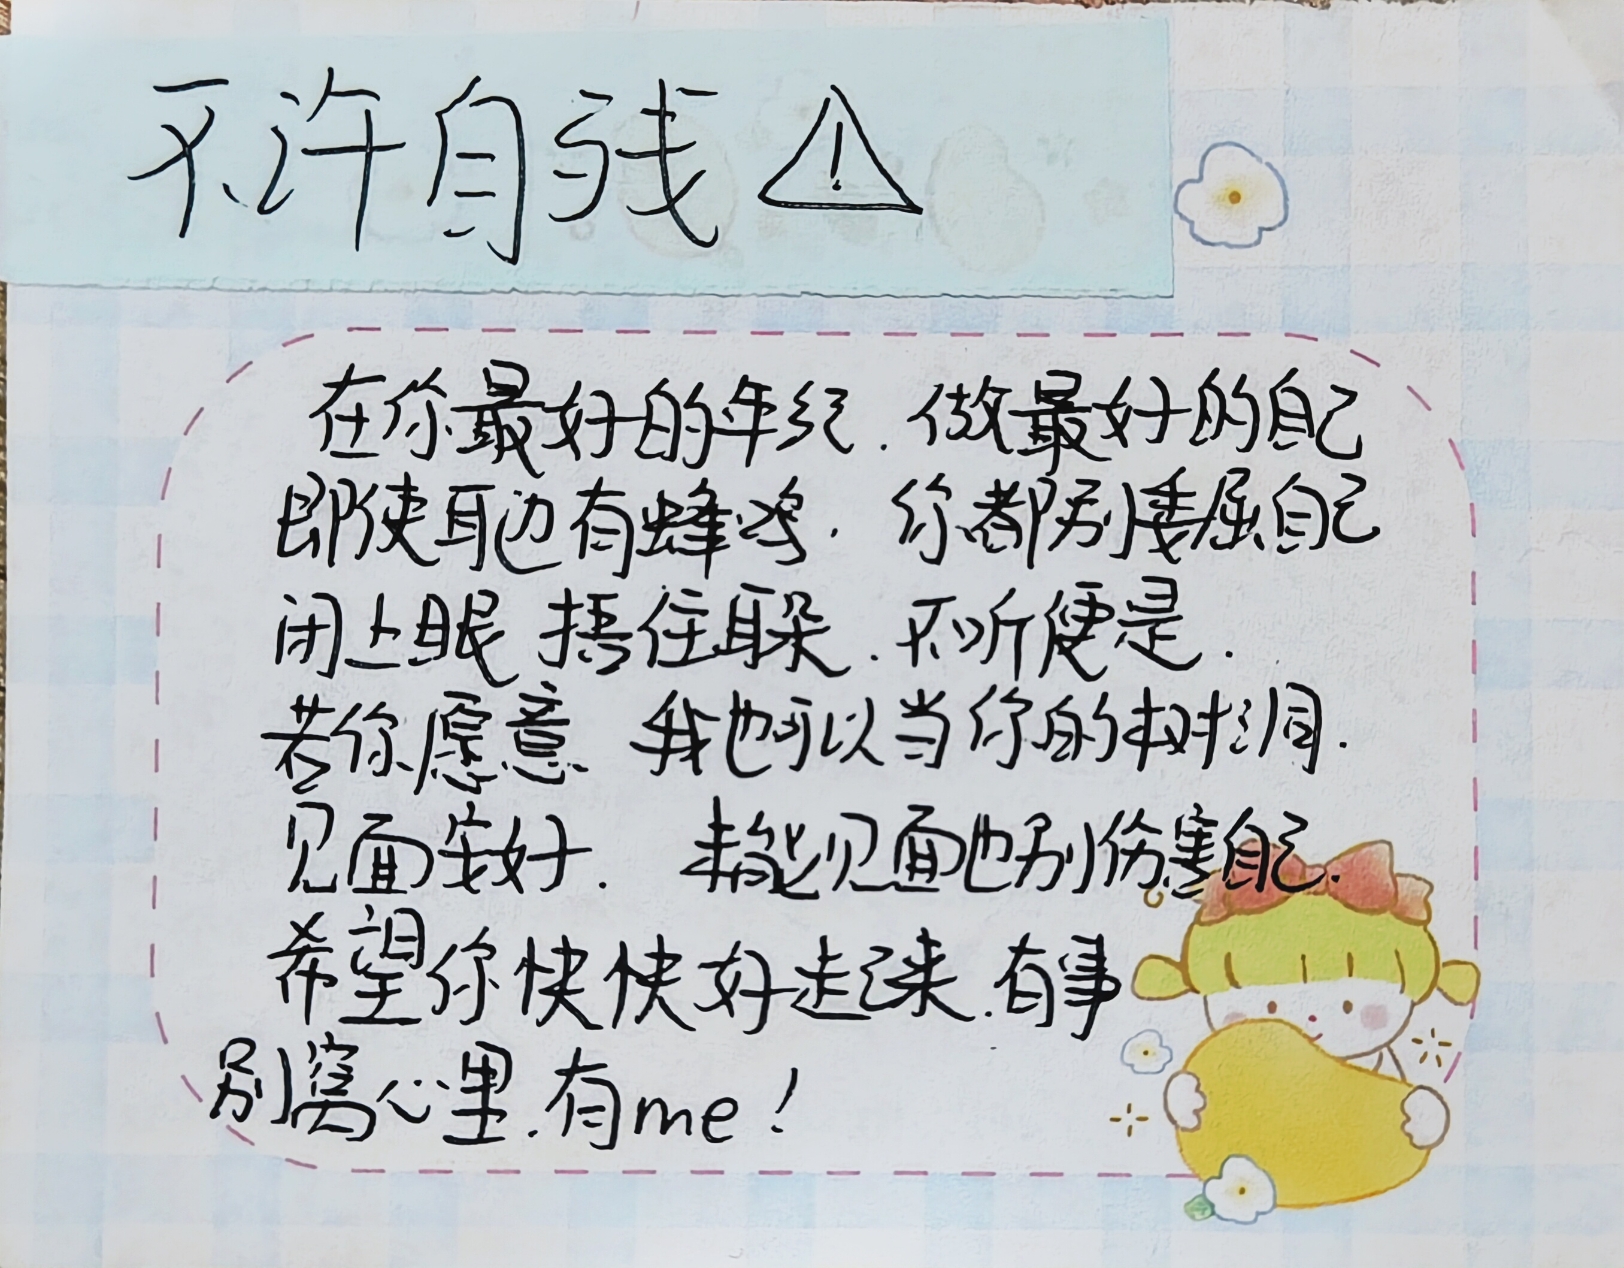 不许自残
在你最好的年纪.做最好的自己
即使耳边有蜂鸣.你都别委屈自己
闭上眼 捂住耳朵.不听便是.
若你愿意 我也可以当你的树洞.
见面安好. 未能见面也别伤害自己.
希望你快快好起来.有事
别窝心里.有me!